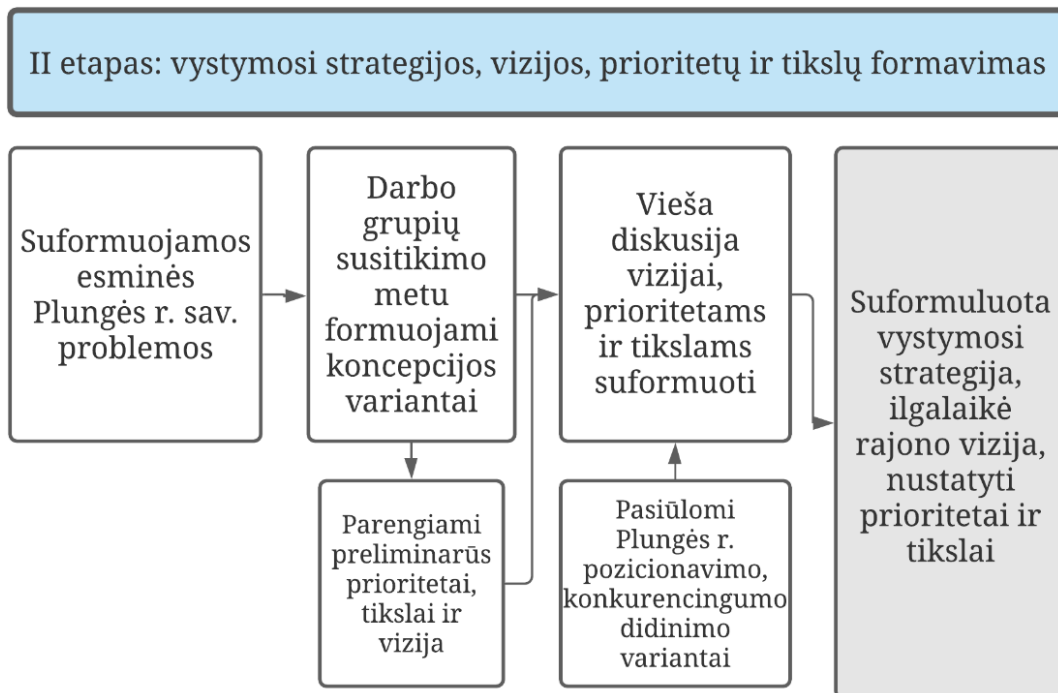 II etapas: vystymosi strategijos, vizijos, prioritetų ir tikslų formavimas
Suformuojamos
esminės
Plungės r. sav.
problemos
Darbo
grupių
susitikimo
metu
formuojami
koncepcijos
variantai
Parengiami
preliminarūs
prioritetai,
tikslai ir
vizija
Vieša
diskusija
vizijai,
prioritetams
ir tikslams
suformuoti
Pasiūlomi
Plungės r.
pozicionavimo,
konkurencingumo
didinimo
variantai
Suformuluota
vystymosi
strategija,
ilgalaikė
rajono vizija,
nustatyti
prioritetai ir
tikslai